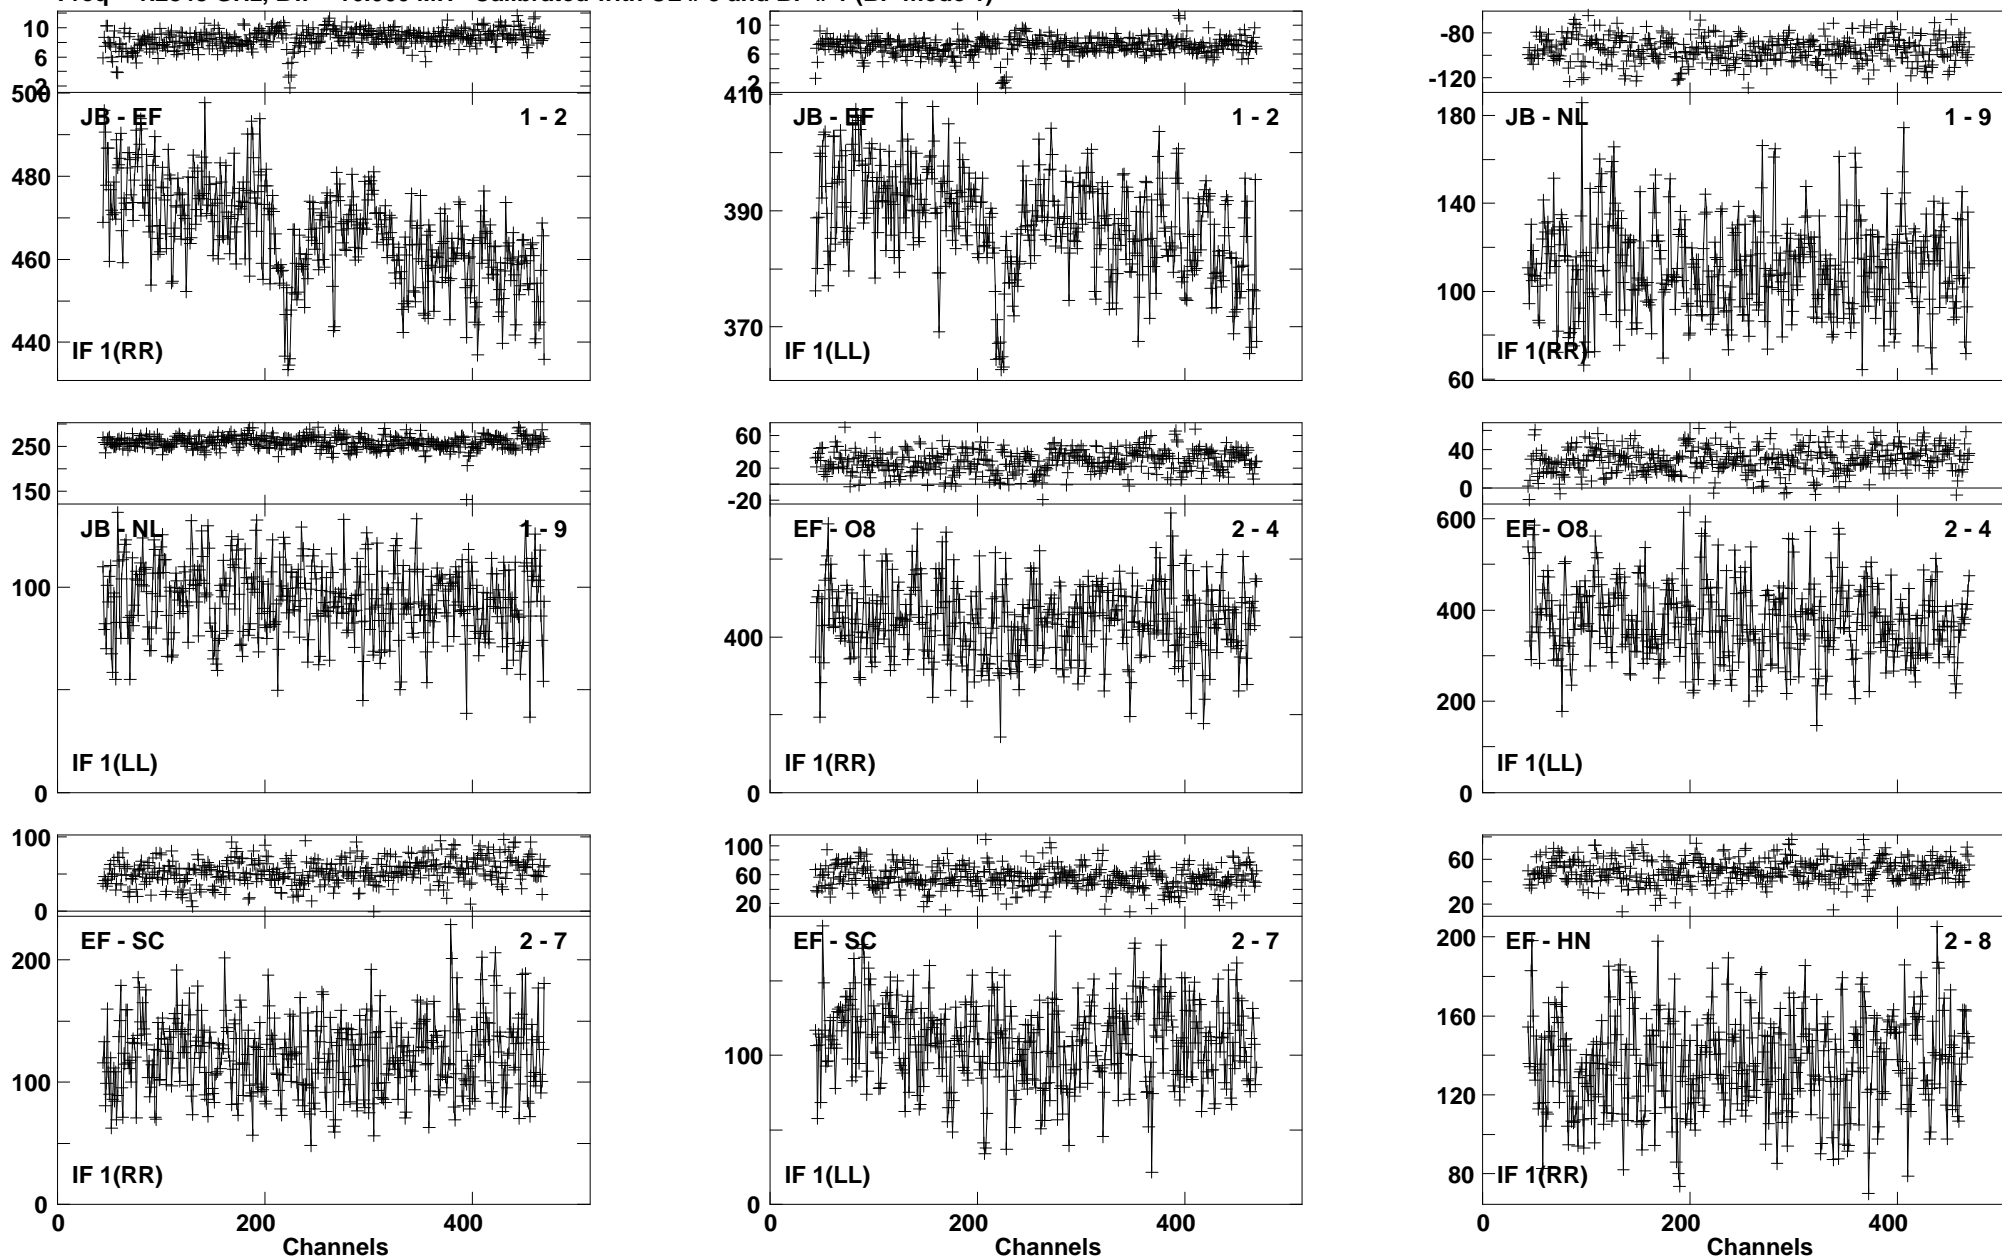 10 6 2
10 6 2
-80 -120
500 480 460 440
JB - EF 1 - 2
IF 1(RR)
410 390 370
JB - EF 1 - 2
IF 1(LL)
180 140 100 60
JB - NL 1 - 9
IF 1(RR)
250 150
60 20 -20
40 0
100 0
JB - NL 1 - 9
IF 1(LL)
400 0
EF - O8 2 - 4
IF 1(RR)
600 400 200 0
EF - O8 2 - 4
IF 1(LL)
100 0
100 60 20
60 20
200 100 0
EF - SC 2 - 7
IF 1(RR)
100 0
EF - SC 2 - 7
IF 1(LL)
200 160 120 80
EF - HN 2 - 8
IF 1(RR)
0 200 400
0 200 400
0 200 400
Channels
Channels
Channels